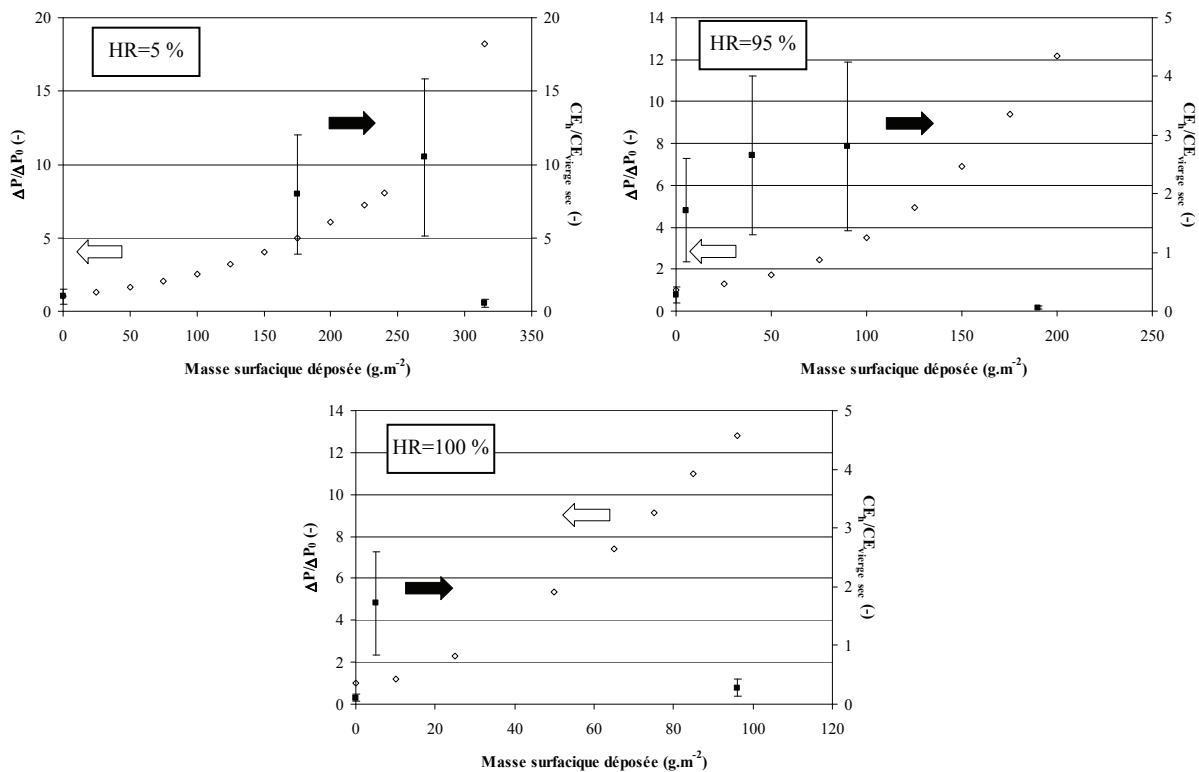 HR=5 %
20
15
10
5
0
ΔP/ΔP0 (-)
20
15
10
5
0
CEh/CEvierge sec (-)
0 50 100 150 200 250 300 350
Masse surfacique déposée (g.m-2)
HR=95 %
14
12
10
8
6
4
2
0
ΔP/ΔP0 (-)
5
4
3
2
1
0
CEh/CEvierge sec (-)
0 50 100 150 200 250
Masse surfacique déposée (g.m-2)
HR=100 %
14
12
10
8
6
4
2
0
ΔP/ΔP0 (-)
5
4
3
2
1
0
CEh/CEvierge sec (-)
0 20 40 60 80 100 120
Masse surfacique déposée (g.m-2)